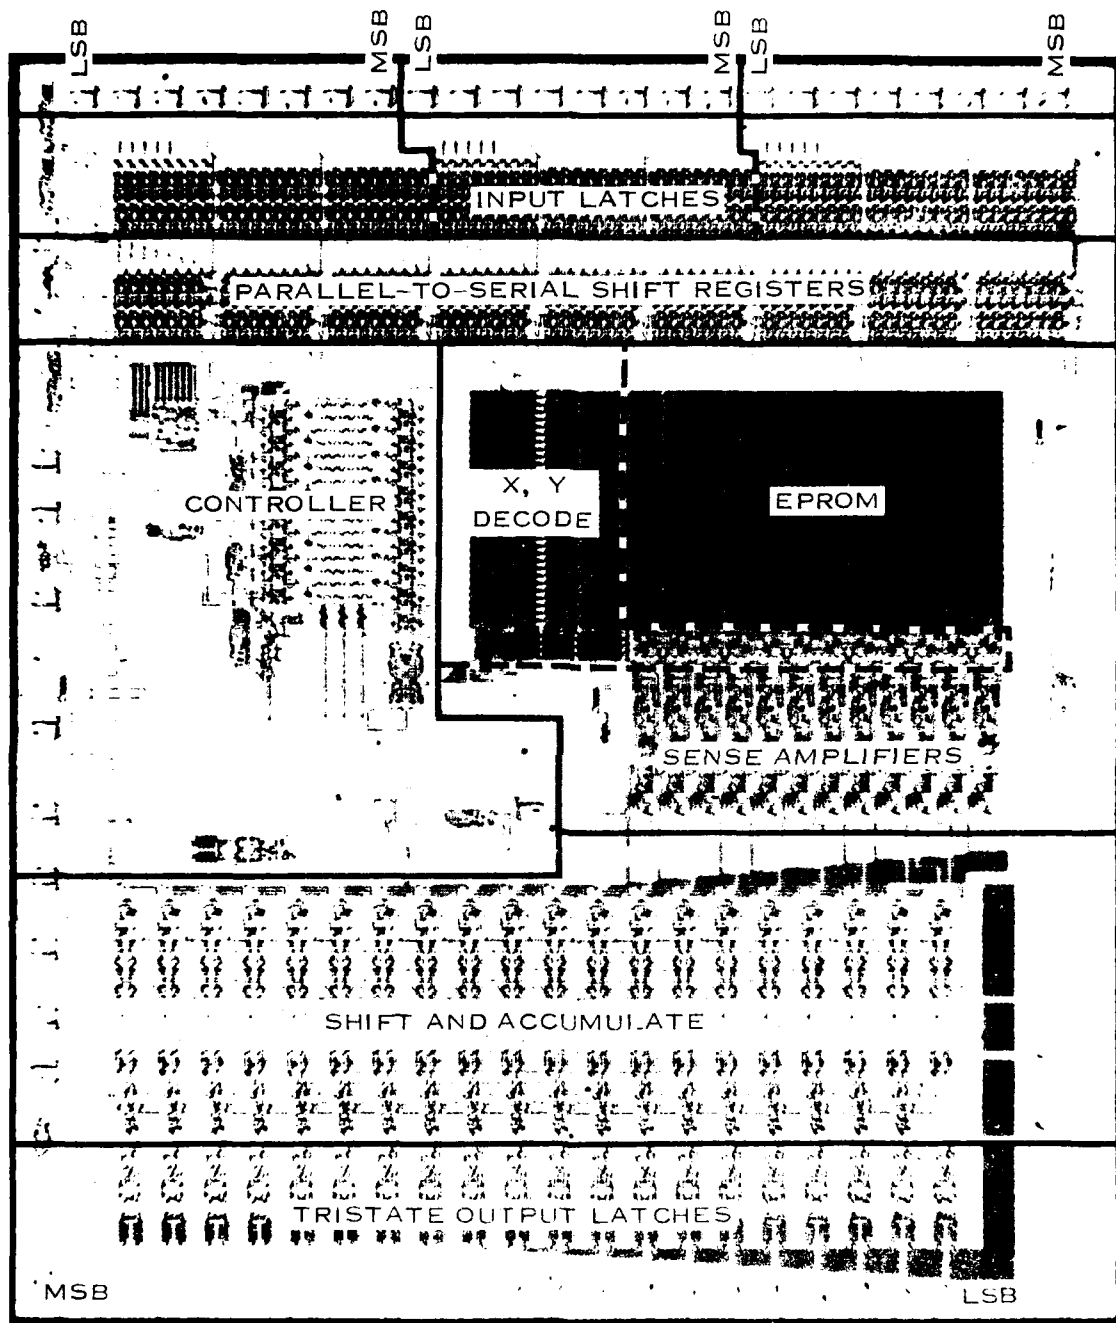 LSB MSB LSB MSB LSB MSB
INPUT LATCHES
PARALLEL-TO-SERIAL SHIFT REGISTERS
CONTROLLER
X, Y
DECODE
EPROM
SENSE AMPLIFIERS
SHIFT AND ACCUMULATE
TRISTATE OUTPUT LATCHES
MSB LSB